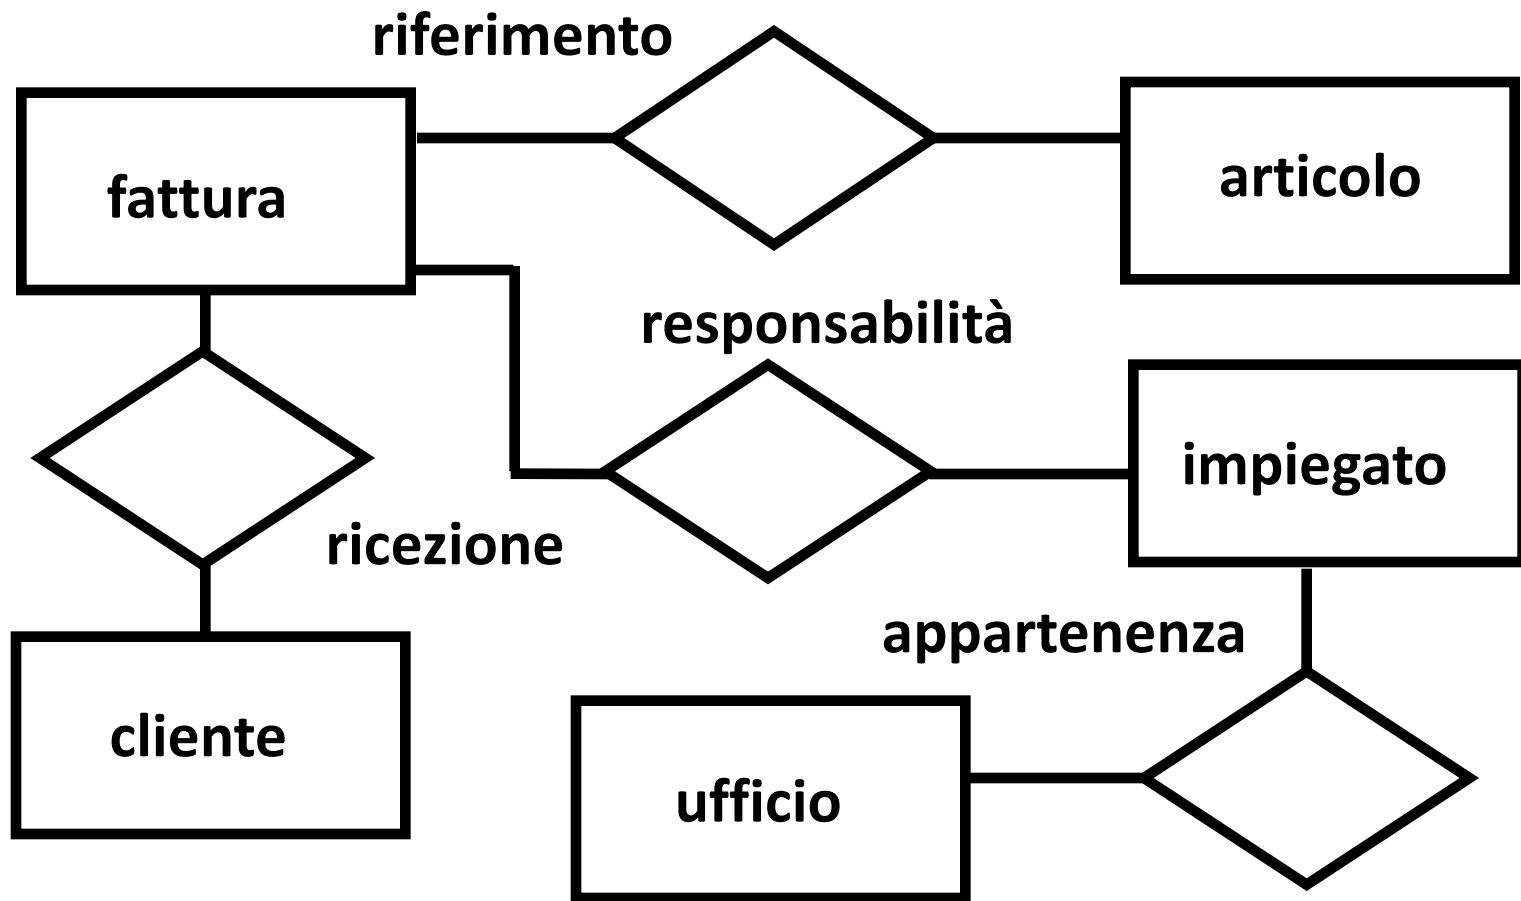 riferimento
fattura
articolo
responsabilità
impiegato
ricezione
appartenenza
cliente
ufficio